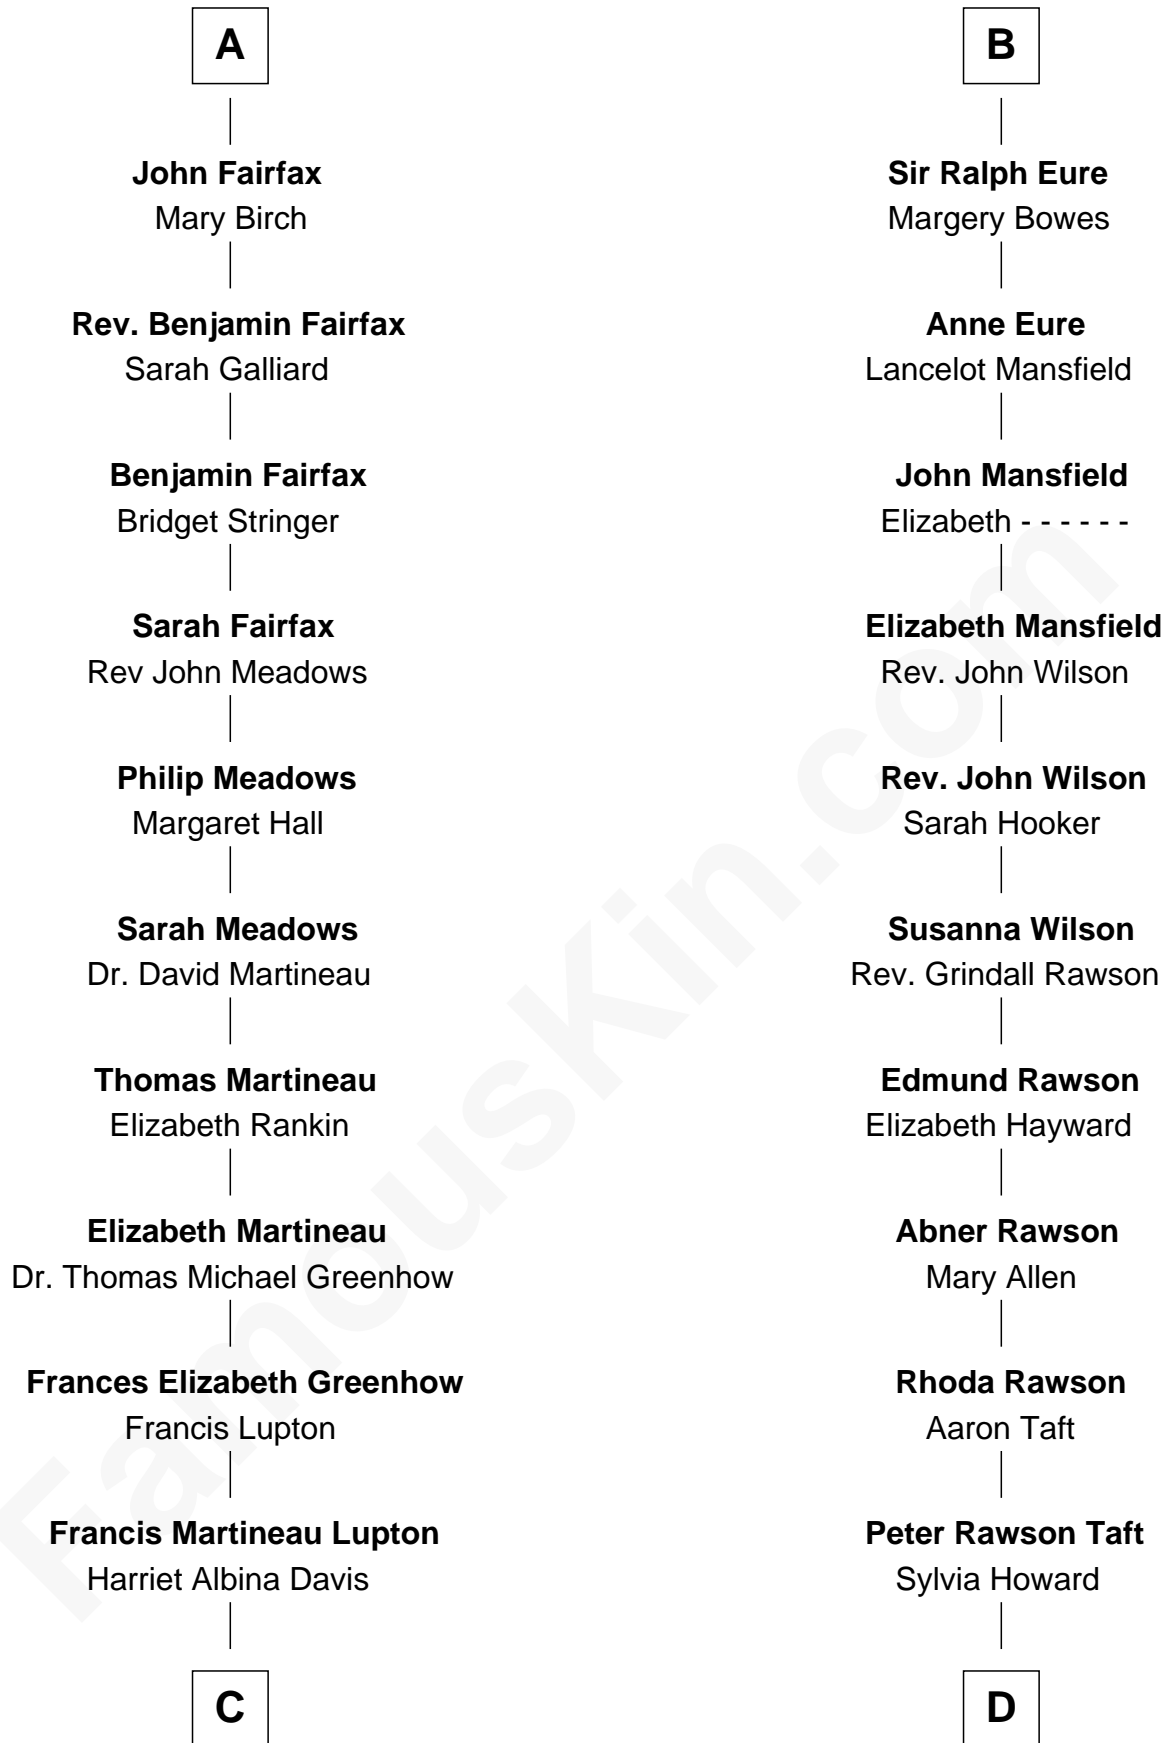 A
John Fairfax
Mary Birch
Rev. Benjamin Fairfax
Sarah Galliard
Benjamin Fairfax
Bridget Stringer
Sarah Fairfax
Rev John Meadows
Philip Meadows
Margaret Hall
Sarah Meadows
Dr. David Martineau
Thomas Martineau
Elizabeth Rankin
Elizabeth Martineau
Dr. Thomas Michael Greenhow
Frances Elizabeth Greenhow
Francis Lupton
Francis Martineau Lupton
Harriet Albina Davis
C
B
Sir Ralph Eure
Margery Bowes
Anne Eure
Lancelot Mansfield
John Mansfield
Elizabeth - - - - - -
Elizabeth Mansfield
Rev. John Wilson
Rev. John Wilson
Sarah Hooker
Susanna Wilson
Rev. Grindall Rawson
Edmund Rawson
Elizabeth Hayward
Abner Rawson
Mary Allen
Rhoda Rawson
Aaron Taft
Peter Rawson Taft
Sylvia Howard
D
FamousKin.com